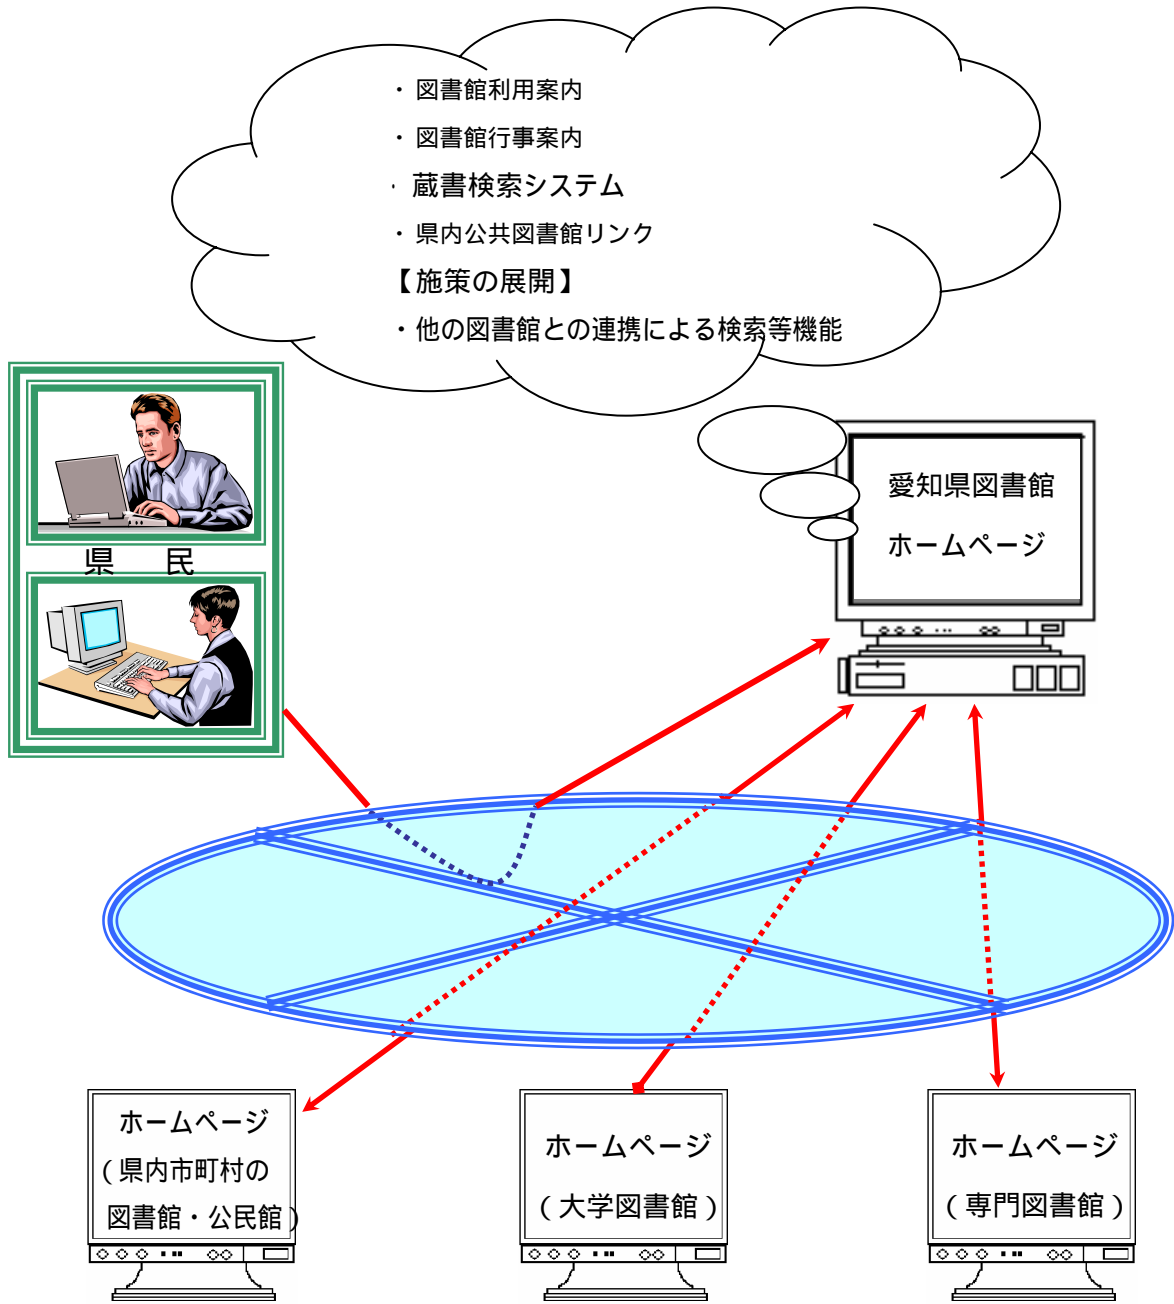 ・図書館利用案内
・図書館行事案内
・蔵書検索システム
・県内公共図書館リンク
【施策の展開】
・他の図書館との連携による検索等機能
県　民
愛知県図書館
ホームページ
ホームページ
（県内市町村の
図書館・公民館）
ホームページ
（大学図書館）
ホームページ
（専門図書館）